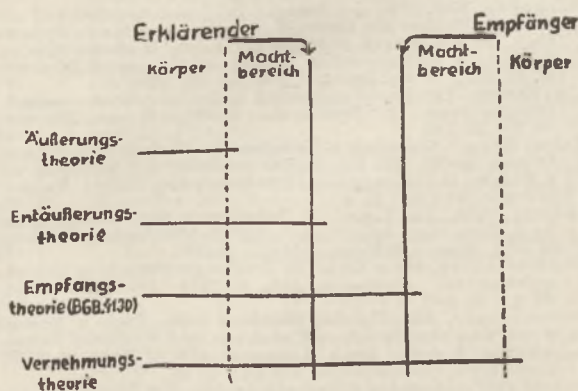 Erklärender
Empfänger
Körper
Macht-
bereich
Macht-
bereich
Körper
Äußerungs-
theorie
Entäußerungs-
theorie
Empfangs-
theorie (BGB § 130)
Vernehmungs-
theorie